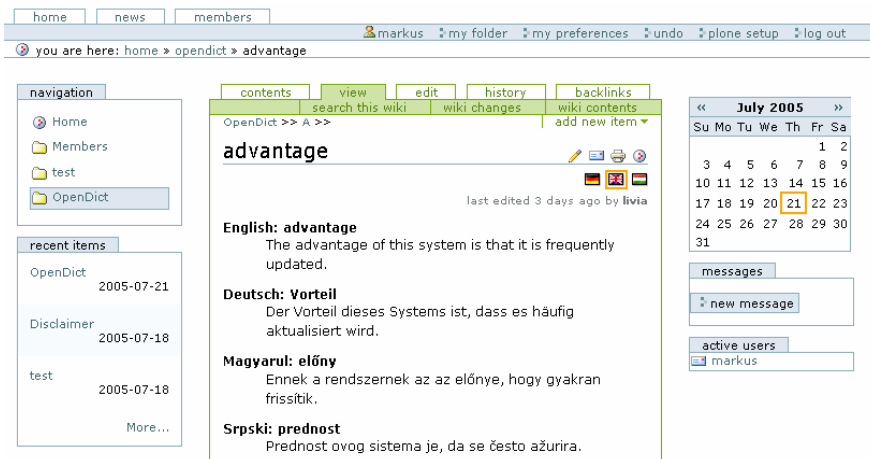 home news members
markus my folder my preferences undo plone setup log out
you are here: home » opendict » advantage
navigation
Home
Members
test
OpenDict
recent items
OpenDict
2005-07-21
Disclaimer
2005-07-18
test
2005-07-18
More...
contents view edit history backlinks
search this wiki wiki changes wiki contents
OpenDict >> A >>
add new item
advantage
last edited 3 days ago by livia
English: advantage
The advantage of this system is that it is frequently
updated.
Deutsch: Vorteil
Der Vorteil dieses Systems ist, dass es häufig
aktualisiert wird.
Magyarul: előny
Ennek a rendszernek az az előnye, hogy gyakran
frissítik.
Srpski: prednost
Prednost ovog sistema je, da se često ažurira.
« July 2005 »
Su Mo Tu We Th Fr Sa
1 2
3 4 5 6 7 8 9
10 11 12 13 14 15 16
17 18 19 20 21 22 23
24 25 26 27 28 29 30
31
messages
new message
active users
markus